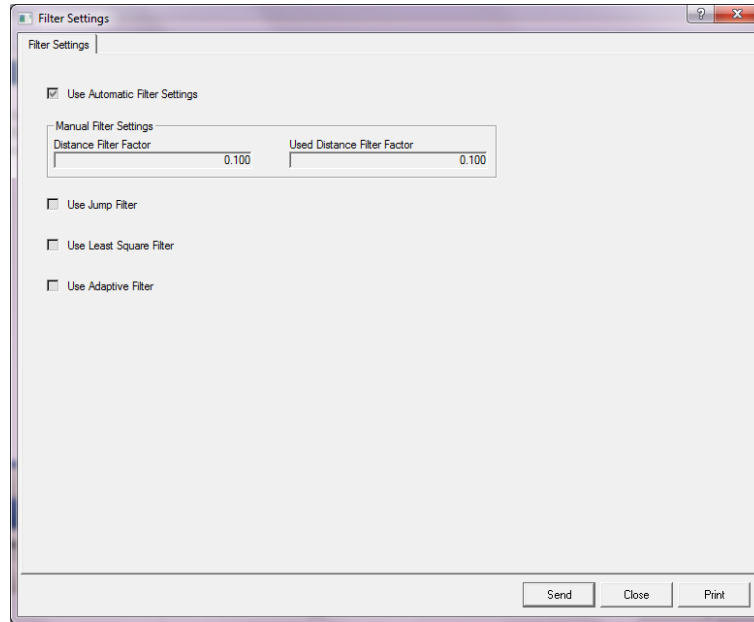 Filter Settings
Filter Settings
Use Automatic Filter Settings
Manual Filter Settings
Distance Filter Factor Used Distance Filter Factor
0.100 0.100
Use Jump Filter
Use Least Square Filter
Use Adaptive Filter
Send Close Print